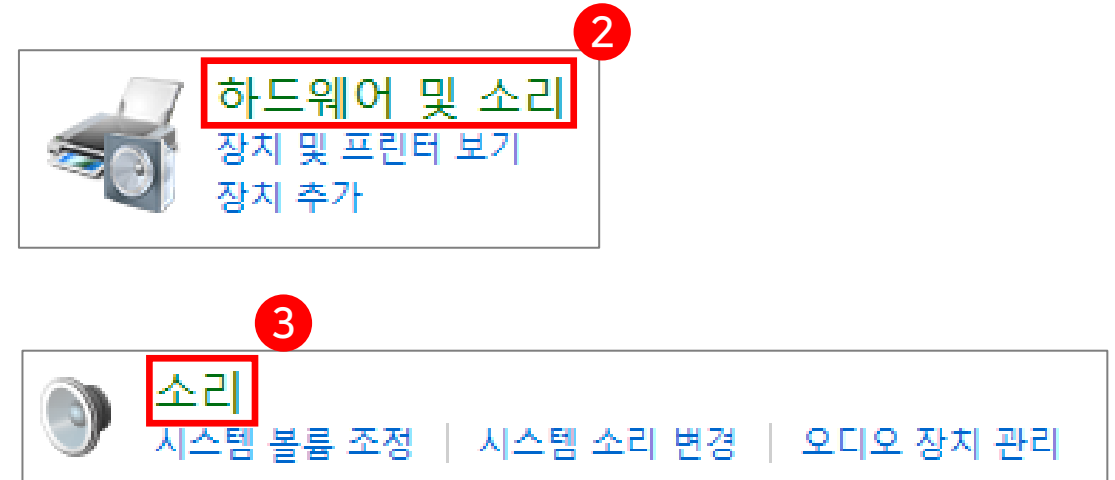 2
하드웨어 및 소리
장치 및 프린터 보기
장치 추가
3
소리
시스템 볼륨 조정 | 시스템 소리 변경 | 오디오 장치 관리